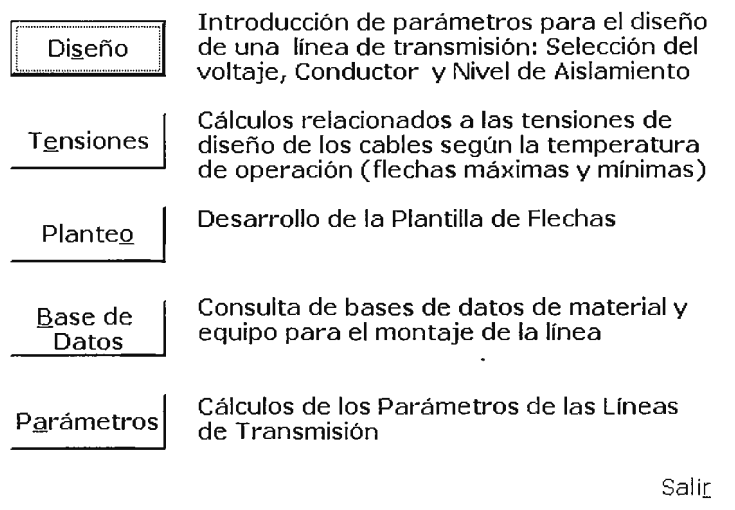 Diseño
Introducción de parámetros para el diseño
de una línea de transmisión: Selección del
voltaje, Conductor y Nivel de Aislamiento
Tensiones
Cálculos relacionados a las tensiones de
diseño de los cables según la temperatura
de operación (flechas máximas y mínimas)
Planteo
Desarrollo de la Plantilla de Flechas
Base de
Datos
Consulta de bases de datos de material y
equipo para el montaje de la línea
Parámetros
Cálculos de los Parámetros de las Líneas
de Transmisión
Salir